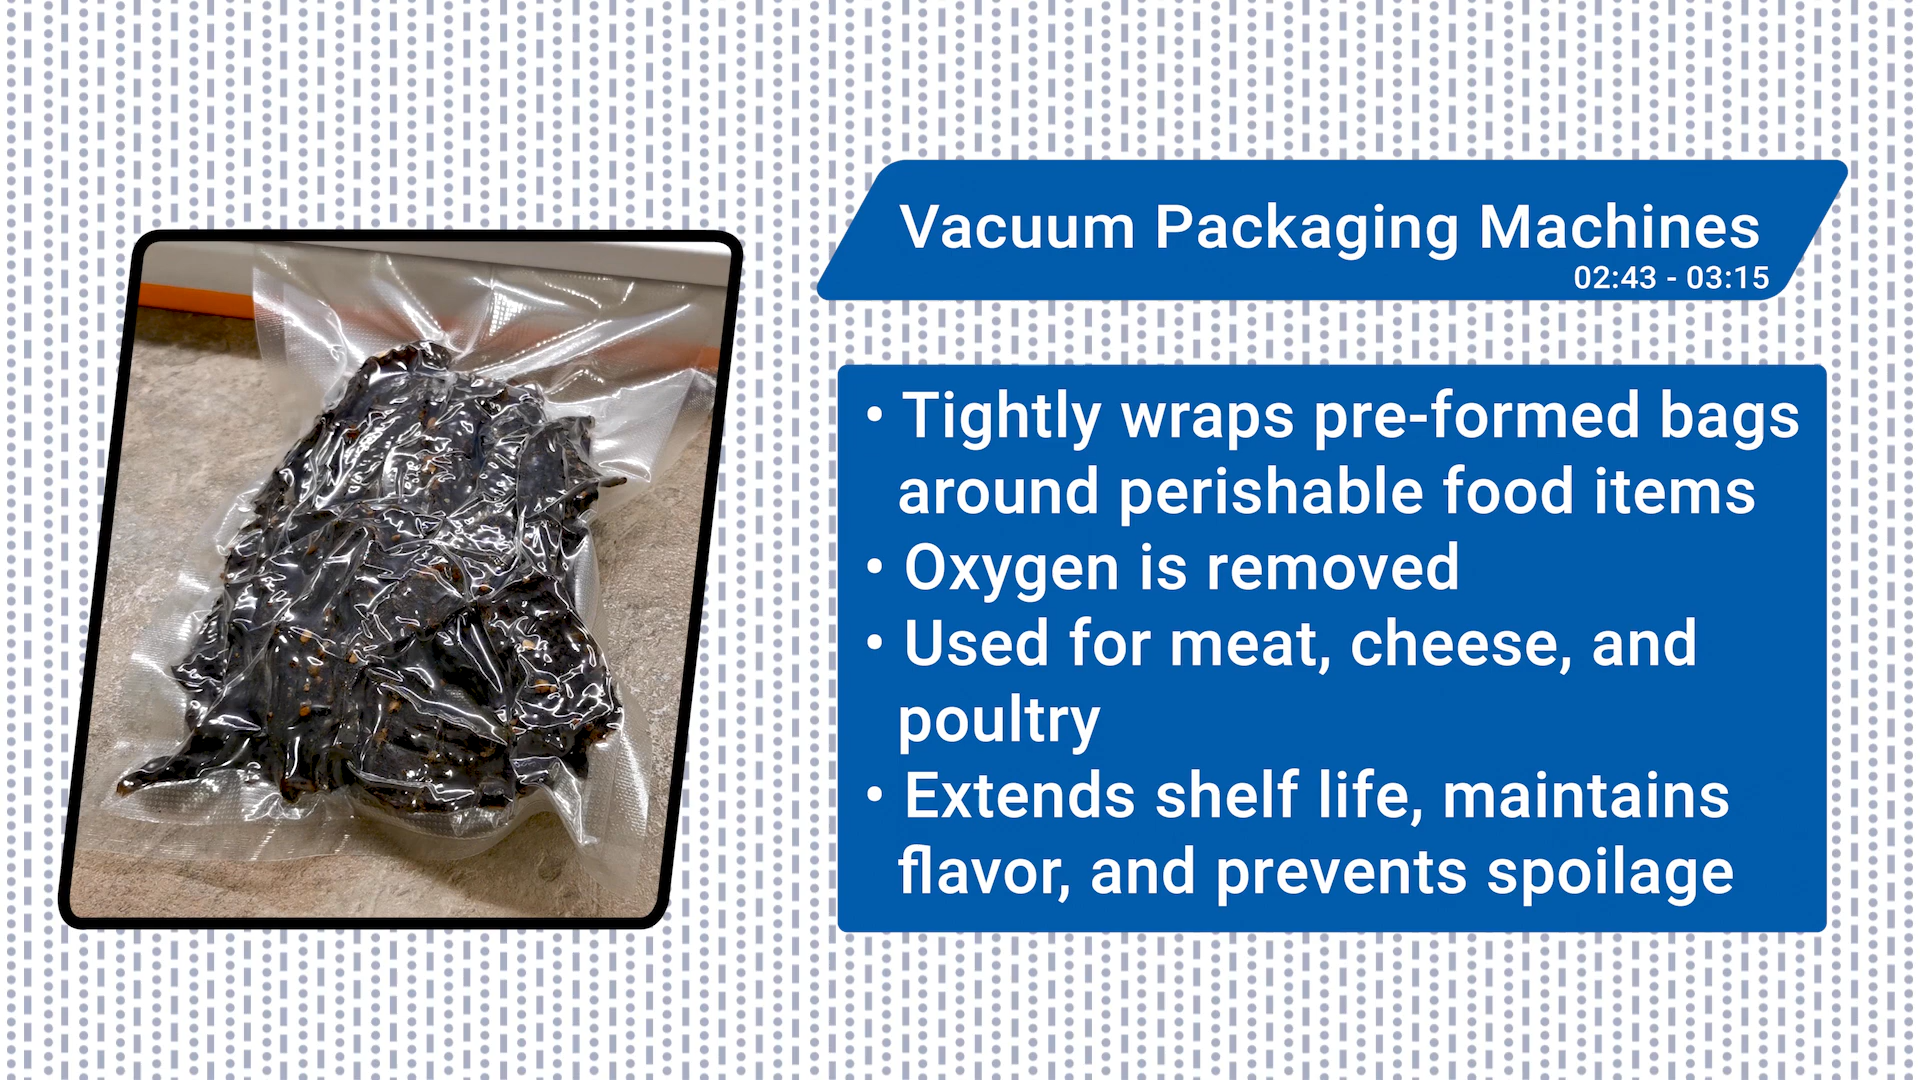 Vacuum Packaging Machines
02:43 - 03:15
• Tightly wraps pre-formed bags
around perishable food items
• Oxygen is removed
• Used for meat, cheese, and
poultry
• Extends shelf life, maintains
flavor, and prevents spoilage